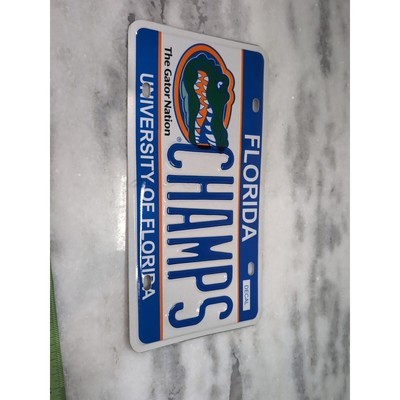 FLORIDA
DECAL
CHAMPS
®
The Gator Nation
UNIVERSITY OF FLORIDA